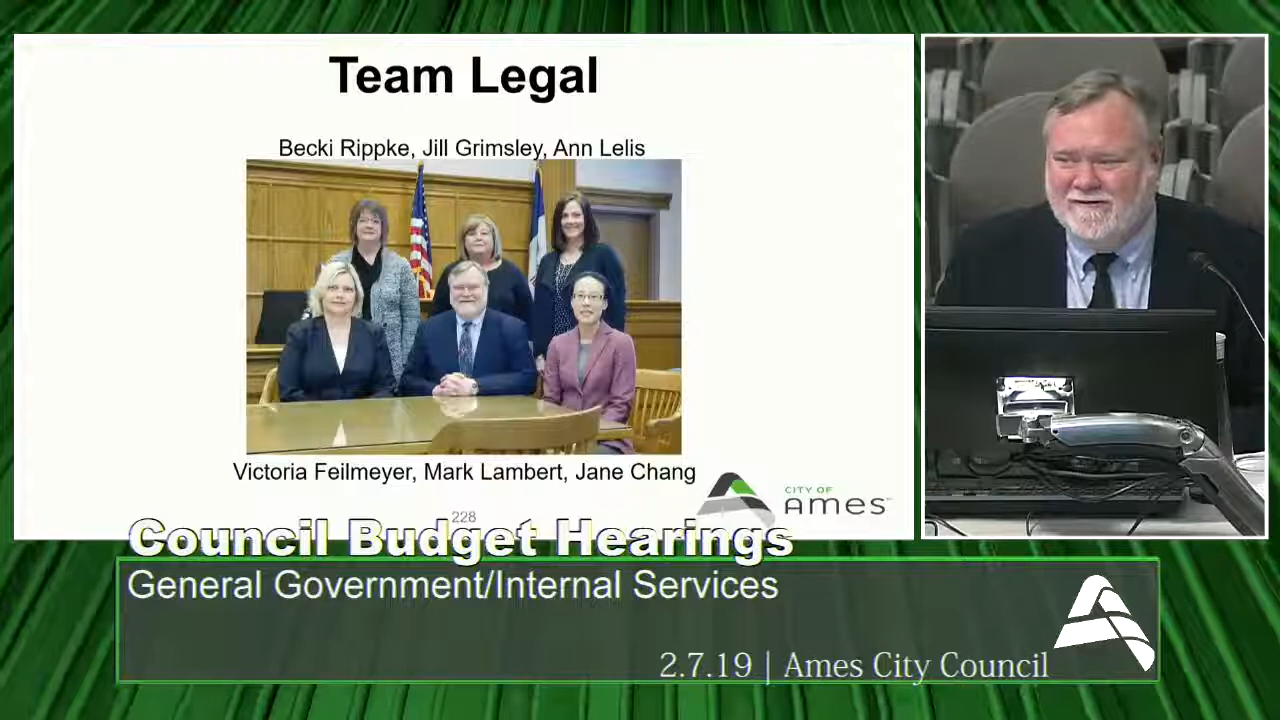 Team Legal
Becki Rippke, Jill Grimsley, Ann Lelis
Victoria Feilmeyer, Mark Lambert, Jane Chang
CITY OF
AMES
228
Council Budget Hearings
General Government/Internal Services
2.7.19 | Ames City Council